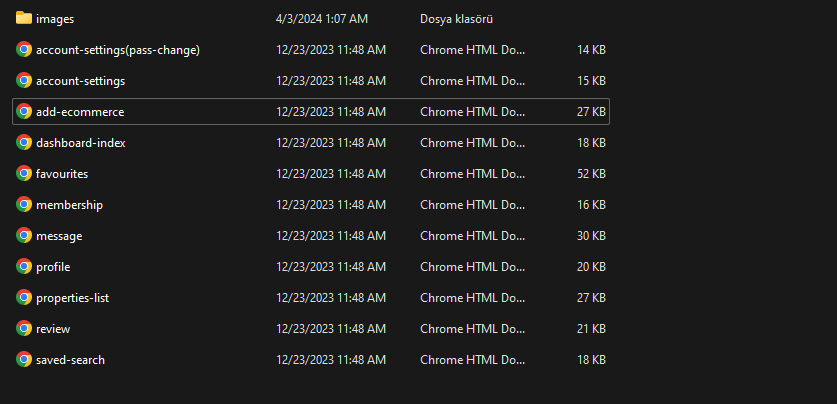 images 4/3/2024 1:07 AM Dosya klasörü
account-settings(pass-change) 12/23/2023 11:48 AM Chrome HTML Do... 14 KB
account-settings 12/23/2023 11:48 AM Chrome HTML Do... 15 KB
add-ecommerce 12/23/2023 11:48 AM Chrome HTML Do... 27 KB
dashboard-index 12/23/2023 11:48 AM Chrome HTML Do... 18 KB
favourites 12/23/2023 11:48 AM Chrome HTML Do... 52 KB
membership 12/23/2023 11:48 AM Chrome HTML Do... 16 KB
message 12/23/2023 11:48 AM Chrome HTML Do... 30 KB
profile 12/23/2023 11:48 AM Chrome HTML Do... 20 KB
properties-list 12/23/2023 11:48 AM Chrome HTML Do... 27 KB
review 12/23/2023 11:48 AM Chrome HTML Do... 21 KB
saved-search 12/23/2023 11:48 AM Chrome HTML Do... 18 KB